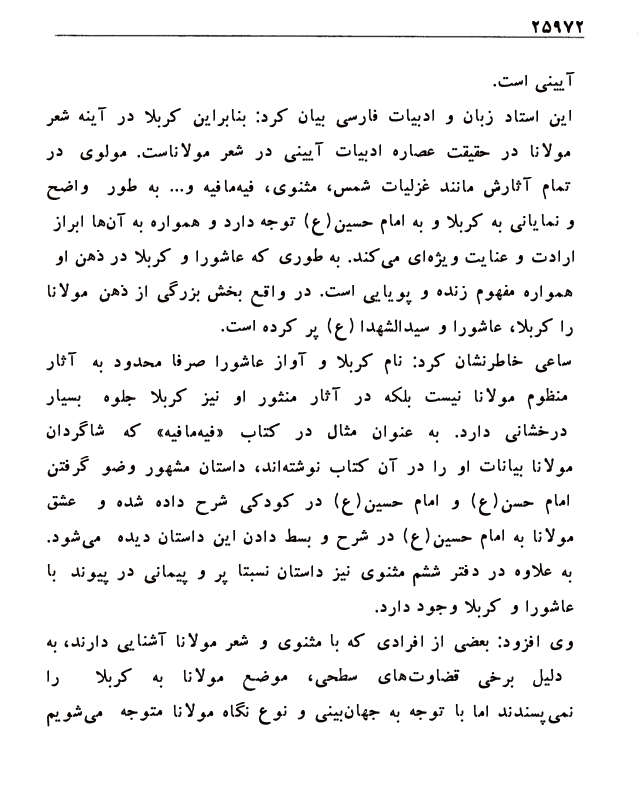 ۲۵۹۷۲
آیینی است.
این استاد زبان و ادبیات فارسی بیان کرد: بنابراین کربلا در آینه شعر
مولانا در حقیقت عصاره ادبیات آیینی در شعر مولاناست. مولوی در
تمام آثارش مانند غزلیات شمس، مثنوی، فیه‌مافیه و... به طور واضح
و نمایانی به کربلا و به امام حسین(ع) توجه دارد و همواره به آن‌ها ابراز
ارادت و عنایت ویژه‌ای می‌کند. به طوری که عاشورا و کربلا در ذهن او
همواره مفهوم زنده و پویایی است. در واقع بخش بزرگی از ذهن مولانا
را کربلا، عاشورا و سیدالشهدا (ع) پر کرده است.
ساعی خاطرنشان کرد: نام کربلا و آواز عاشورا صرفا محدود به آثار
منظوم مولانا نیست بلکه در آثار منثور او نیز کربلا جلوه بسیار
درخشانی دارد. به عنوان مثال در کتاب «فیه‌مافیه» که شاگردان
مولانا بیانات او را در آن کتاب نوشته‌اند، داستان مشهور وضو گرفتن
امام حسن(ع) و امام حسین(ع) در کودکی شرح داده شده و عشق
مولانا به امام حسین(ع) در شرح و بسط دادن این داستان دیده می‌شود.
به علاوه در دفتر ششم مثنوی نیز داستان نسبتا پر و پیمانی در پیوند با
عاشورا و کربلا وجود دارد.
وی افزود: بعضی از افرادی که با مثنوی و شعر مولانا آشنایی دارند، به
دلیل برخی قضاوت‌های سطحی، موضع مولانا به کربلا را
نمی‌پسندند اما با توجه به جهان‌بینی و نوع نگاه مولانا متوجه می‌شویم